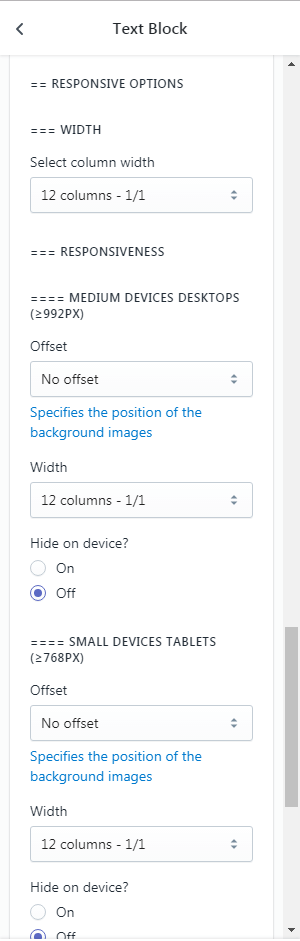 Text Block
== RESPONSIVE OPTIONS
=== WIDTH
Select column width
12 columns - 1/1
=== RESPONSIVENESS
==== MEDIUM DEVICES DESKTOPS
(≥992PX)
Offset
No offset
Specifies the position of the
background images
Width
12 columns - 1/1
Hide on device?
On
Off
==== SMALL DEVICES TABLETS
(≥768PX)
Offset
No offset
Specifies the position of the
background images
Width
12 columns - 1/1
Hide on device?
On
Off